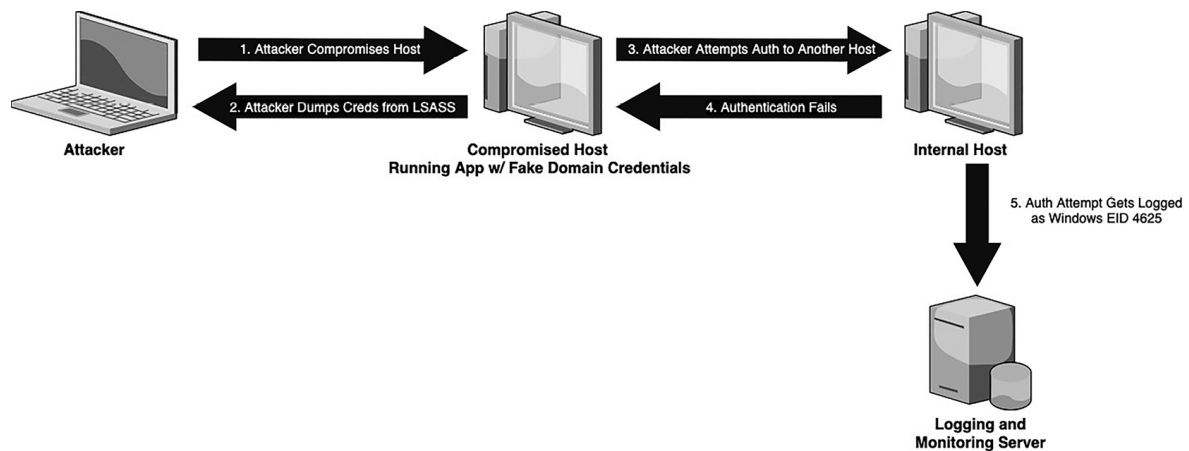 1. Attacker Compromises Host
2. Attacker Dumps Creds from LSASS
3. Attacker Attempts Auth to Another Host
4. Authentication Fails
Attacker
Compromised Host
Running App w/ Fake Domain Credentials
Internal Host
5. Auth Attempt Gets Logged
as Windows EID 4625
Logging and
Monitoring Server